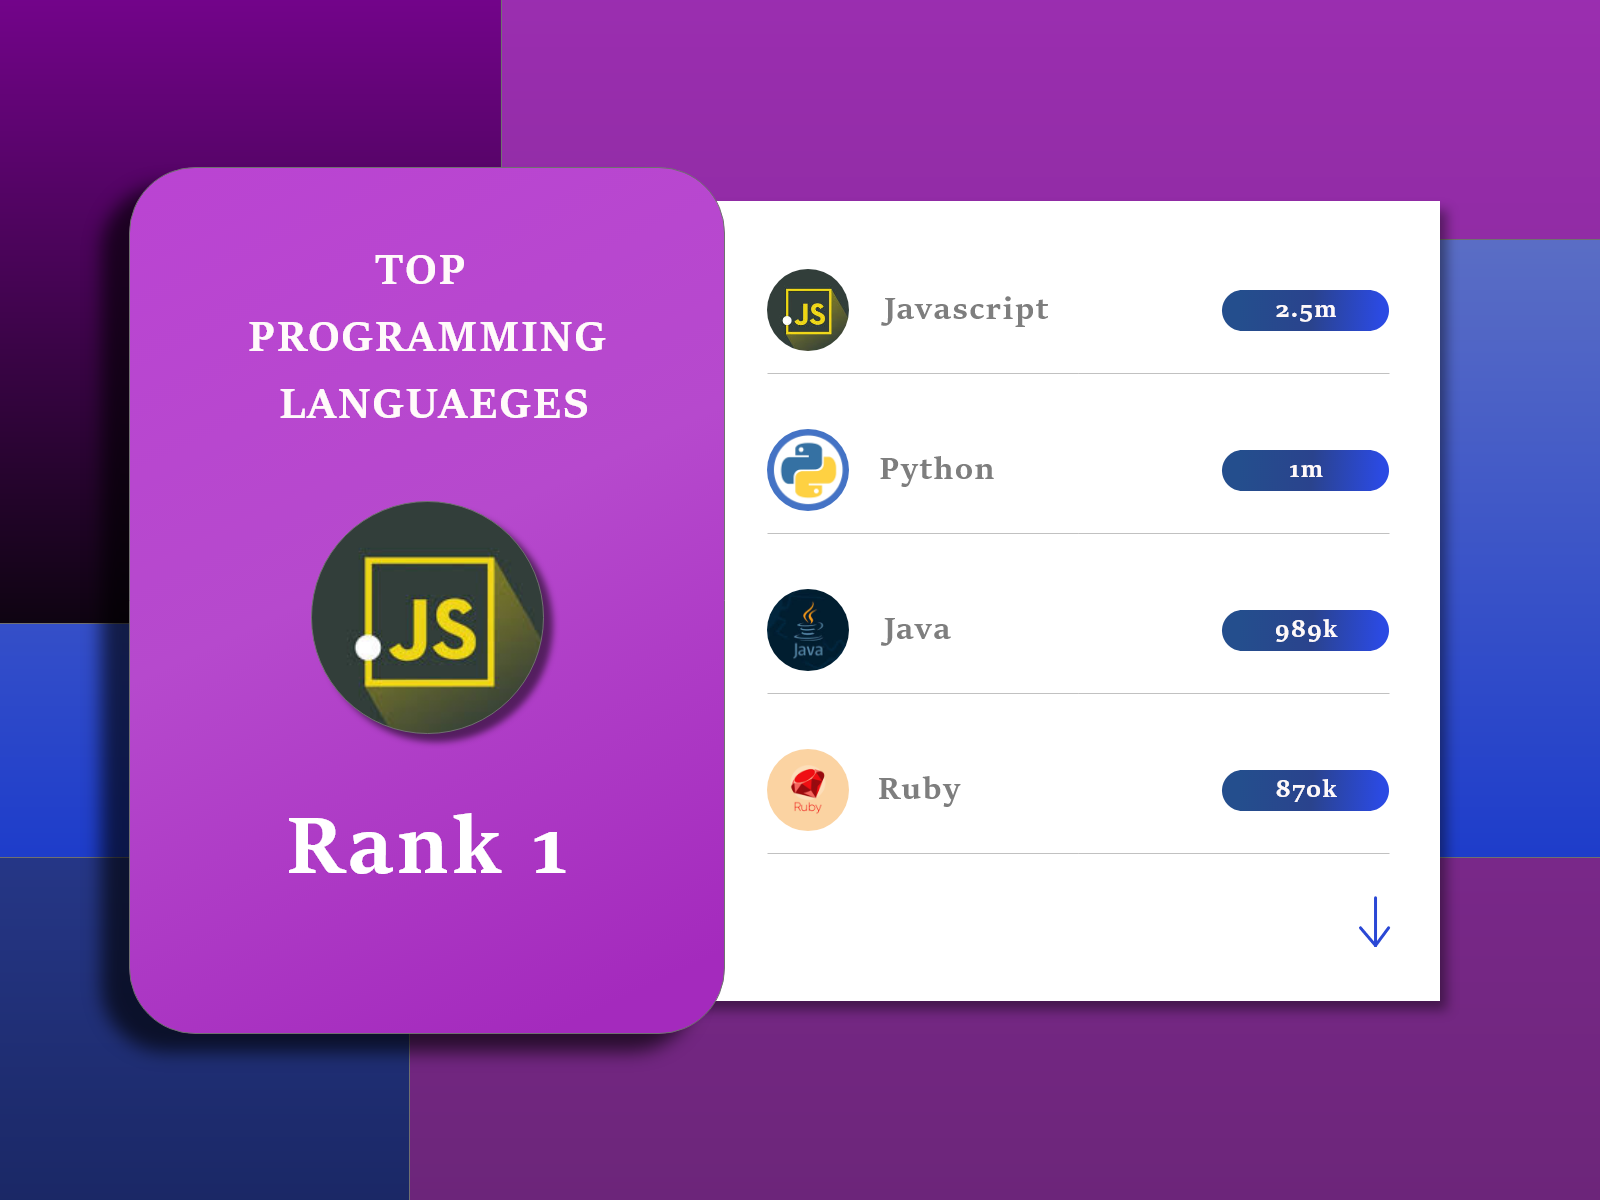 TOP
PROGRAMMING
LANGUAEGES
JS
Rank 1
JS Javascript 2.5m
Python 1m
Java Java 989k
Ruby Ruby 870k